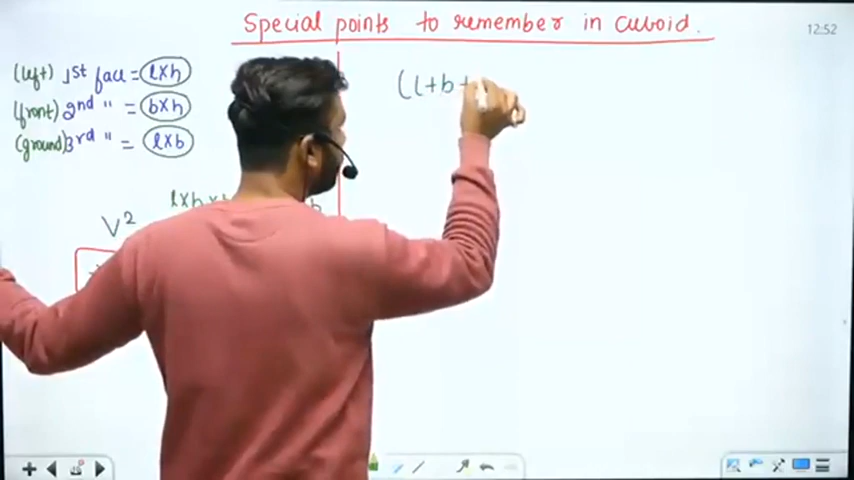 Special points to remember in cuboid.
12:52
(left) 1st face = l×h
(front) 2nd " = b×h
(ground) 3rd " = l×b
(l+b+
l×b×
b
V²